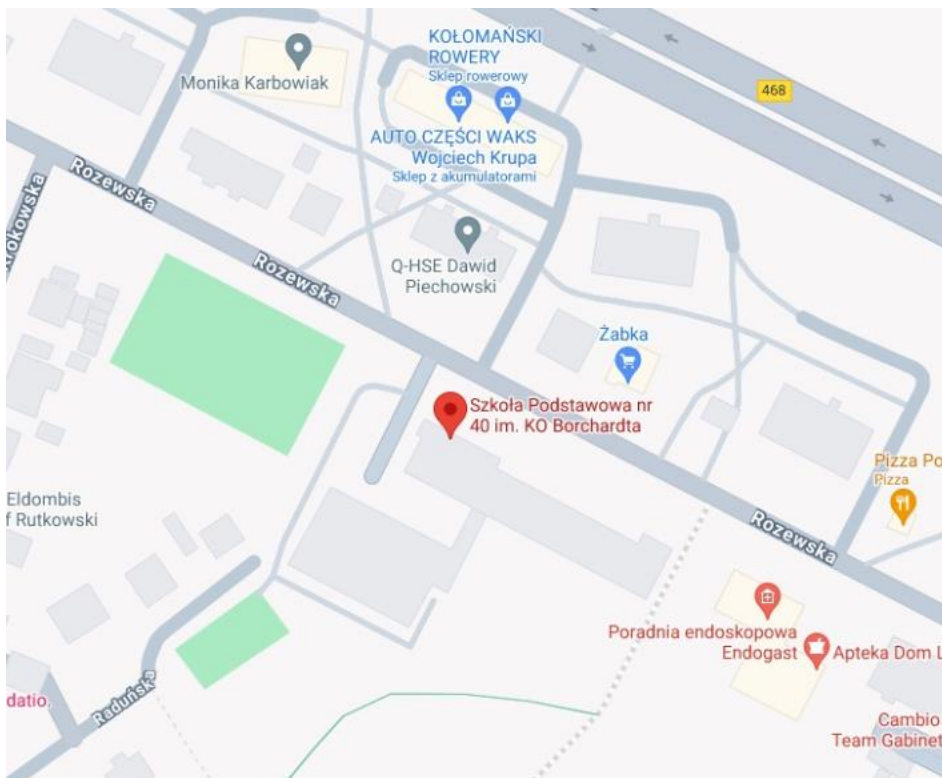 KOŁOMAŃSKI
ROWERY
Sklep rowerowy
Monika Karbowiak
468
AUTO CZĘŚCI WAKS
Wojciech Krupa
Sklep z akumulatorami
Rozewska
rokowska
Rozewska
Q-HSE Dawid
Piechowski
Żabka
Szkoła Podstawowa nr
40 im. KO Borchardta
Pizza Po
Pizza
Eldombis
f Rutkowski
Rozewska
Poradnia endoskopowa
Endogast
Apteka Dom L
datio.
Raduńska
Cambio
Team Gabinet